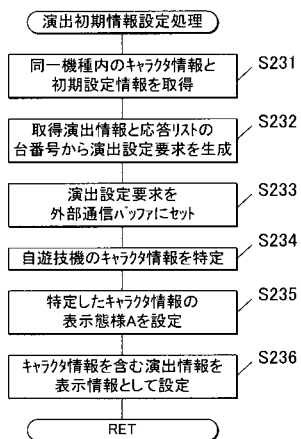 演出初期情報設定処理
同一機種内のキャラクタ情報と
初期設定情報を取得
S231
取得演出情報と応答リストの
台番号から演出設定要求を生成
S232
演出設定要求を
外部通信バッファにセット
S233
自遊技機のキャラクタ情報を特定
S234
特定したキャラクタ情報の
表示態様Aを設定
S235
キャラクタ情報を含む演出情報を
表示情報として設定
S236
RET